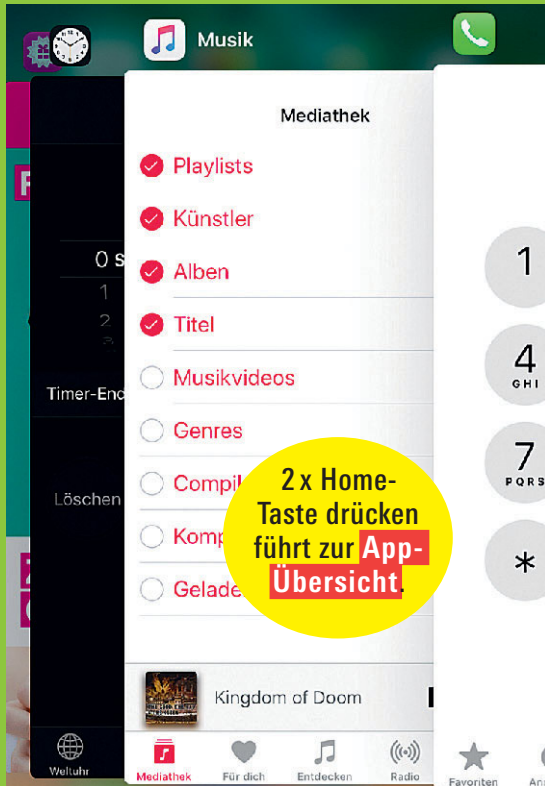 Musik
Mediathek
Playlists
Künstler
Alben
Titel
Musikvideos
Genres
Compil
Komp
Gelade
2 x Home-
Taste drücken
führt zur App-
Übersicht.
Kingdom of Doom
Mediathek
Für dich
Entdecken
Radio
0 s
1
2
3
Timer-End
Löschen
Weltuhr
1
4
GHI
7
PQRS
*
Favoriten
An